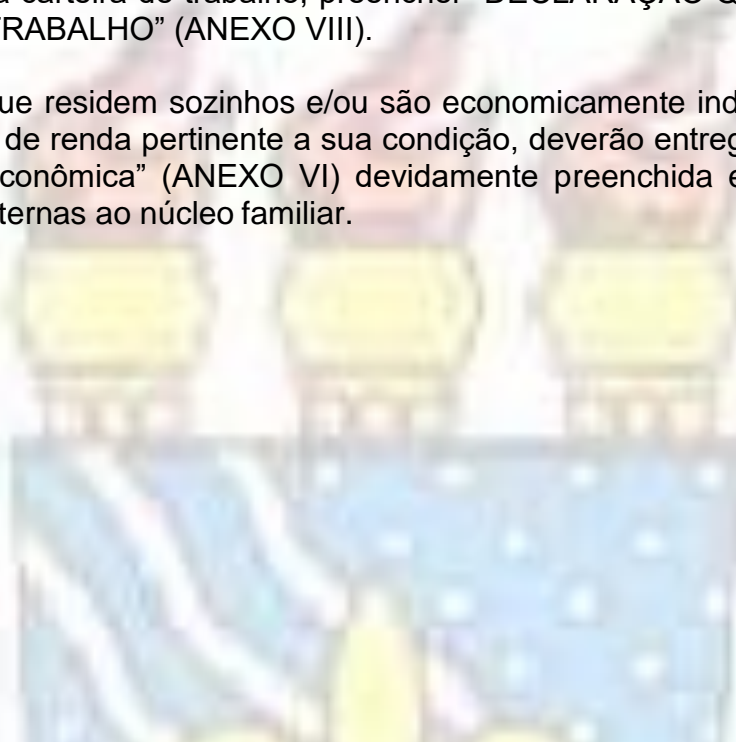 a carteira de trabalho, preencher
TRABALHO” (ANEXO VIII).
ue residem sozinhos e/ou são economicamente ind
de renda pertinente a sua condição, deverão entreg
conômica” (ANEXO VI) devidamente preenchida e
ternas ao núcleo familiar.